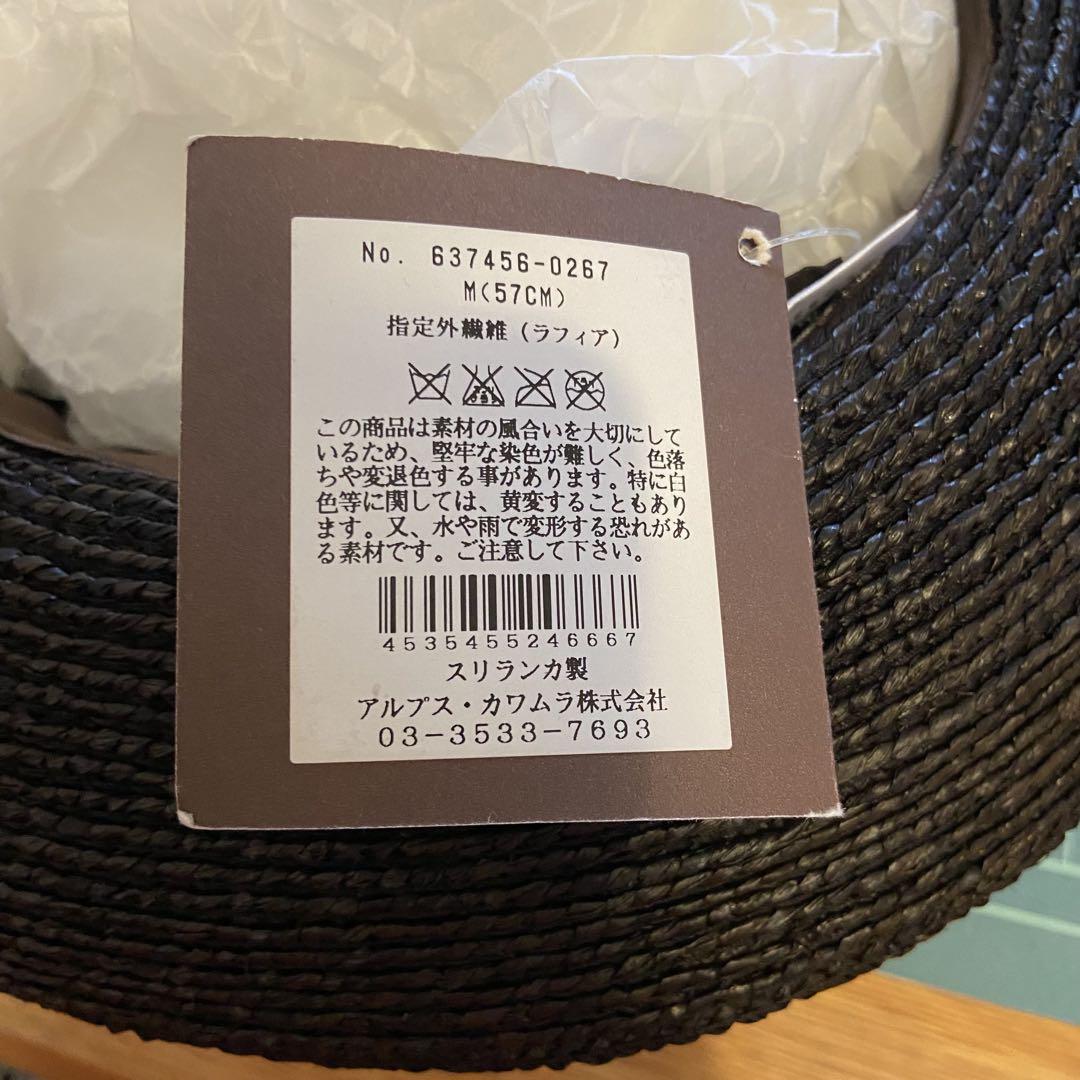 No. 637456-0267
M(57CM)
指定外繊維（ラフィア）
この商品は素材の風合いを大切にして
いるため、堅牢な染色が難しく、色落
ちや変退色する事があります。特に白
色等に関しては、黄変することもあり
ます。又、水や雨で変形する恐れがあ
る素材です。ご注意して下さい。
4535455246667
スリランカ製
アルプス・カワムラ株式会社
03-3533-7693